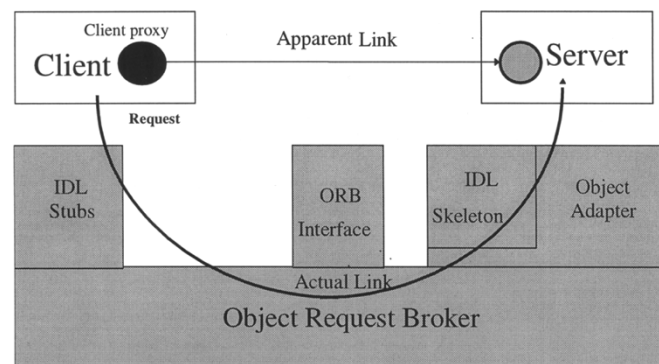 Client proxy
Client
Apparent Link
Server
Request
IDL
Stubs
ORB
Interface
IDL
Skeleton
Object
Adapter
Actual Link
Object Request Broker